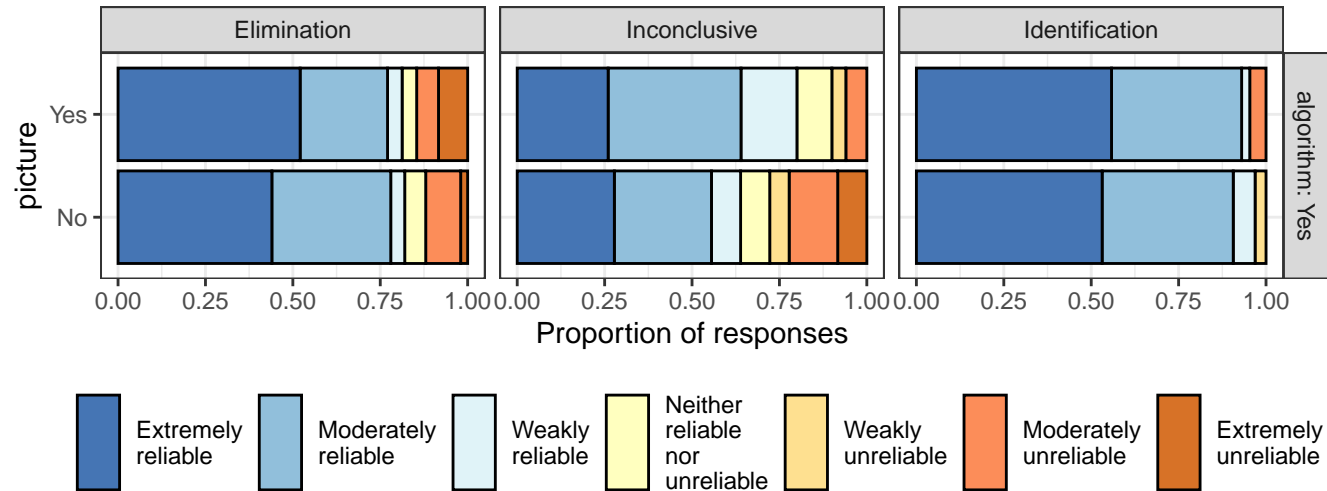 Elimination
Inconclusive
Identification
picture
Yes
No
algorithm: Yes
0.00 0.25 0.50 0.75 1.00
0.00 0.25 0.50 0.75 1.00
0.00 0.25 0.50 0.75 1.00
Proportion of responses
Extremely
reliable
Moderately
reliable
Weakly
reliable
Neither
reliable
nor
unreliable
Weakly
unreliable
Moderately
unreliable
Extremely
unreliable